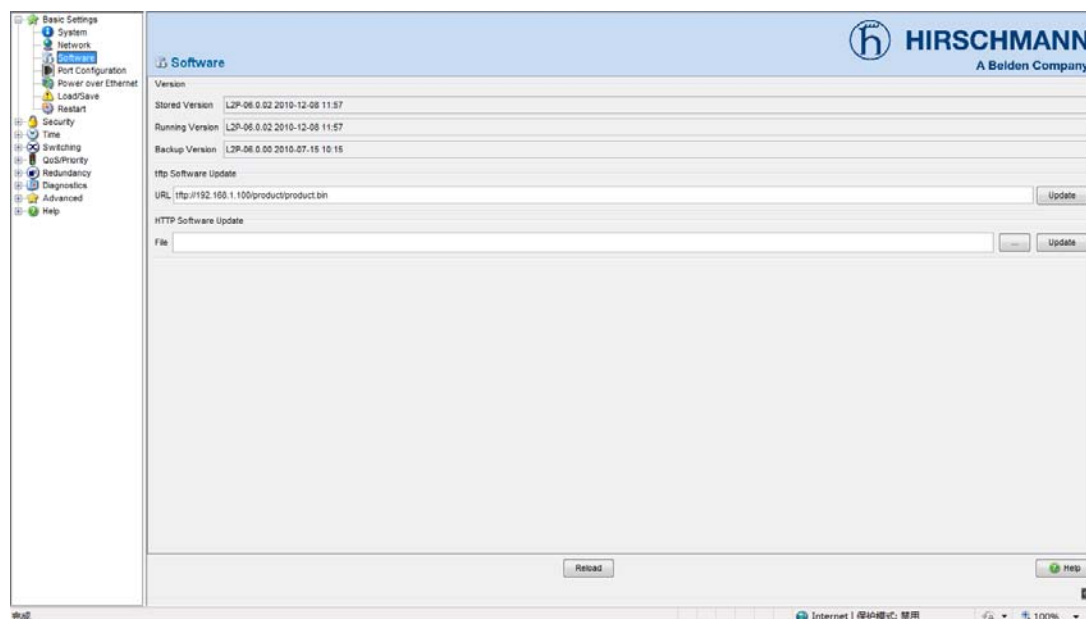 Basic Settings
System
Network
Software
Port Configuration
Power over Ethernet
Load/Save
Restart
Security
Time
Switching
QoS/Priority
Redundancy
Diagnostics
Advanced
Help
Software
HIRSCHMANN
A Belden Company
Version
Stored Version L2P-06.0.02 2010-12-08 11:57
Running Version L2P-06.0.02 2010-12-08 11:57
Backup Version L2P-06.0.00 2010-07-15 10:15
tftp Software Update
URL tftp://192.168.1.100/product/product.bin Update
HTTP Software Update
File ... Update
Reload Help
完成 Internet | 保护模式: 禁用 100%